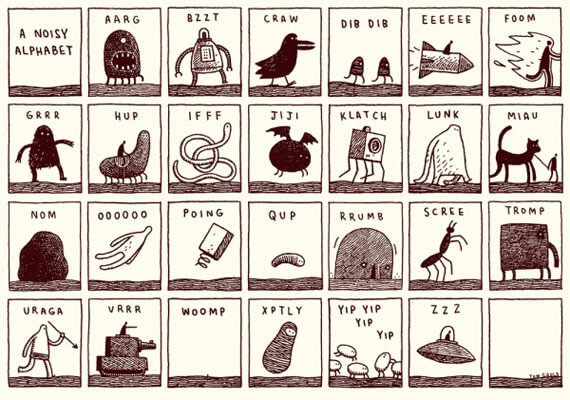 A NOISY
ALPHABET
AARG
BZZT
CRAW
DIB DIB
EEEEEE
FOOM
GRRR
HUP
IFFF
JIJI
KLATCH
LUNK
MIAU
NOM
OOOOOO
POING
QUP
RRUMB
SCREE
TROMP
URAGA
VRRR
WOOMP
XPTLY
YIP YIP
YIP
YIP
ZZZ
TOM GAULD